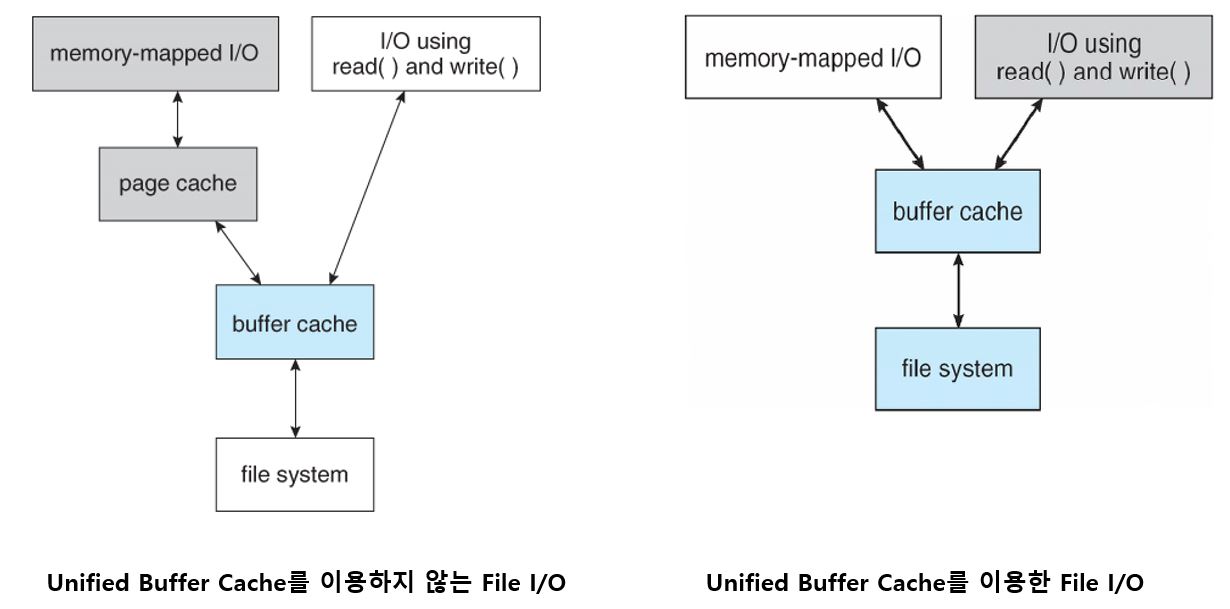 memory-mapped I/O
I/O using
read( ) and write( )
page cache
buffer cache
file system
Unified Buffer Cache를 이용하지 않는 File I/O
memory-mapped I/O
I/O using
read( ) and write( )
buffer cache
file system
Unified Buffer Cache를 이용한 File I/O